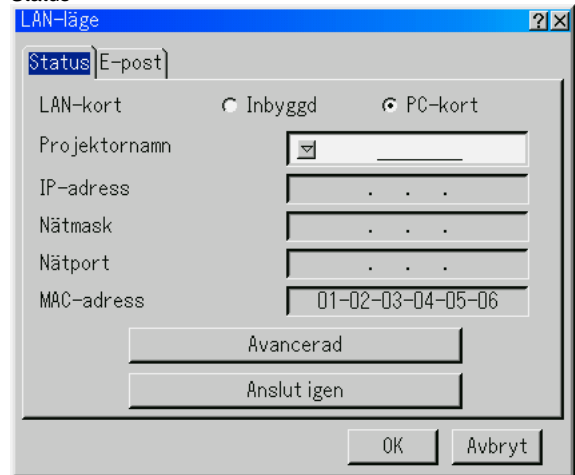 Status
LAN-läge ? ×
Status E-post
LAN-kort Inbyggd PC-kort
Projektornamn
IP-adress . . .
Nätmask . . .
Nätport . . .
MAC-adress 01-02-03-04-05-06
Avancerad
Anslut igen
OK Avbryt